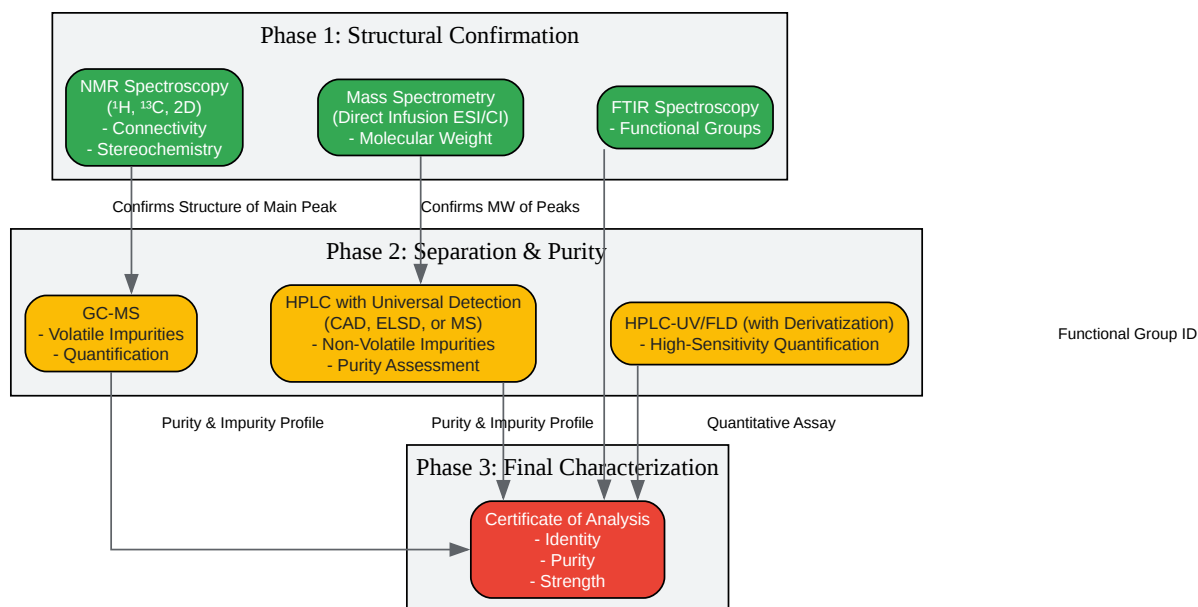 Phase 1: Structural Confirmation
NMR Spectroscopy
(¹H, ¹³C, 2D)
- Connectivity
- Stereochemistry
Mass Spectrometry
(Direct Infusion ESI/CI)
- Molecular Weight
FTIR Spectroscopy
- Functional Groups
Confirms Structure of Main Peak
Confirms MW of Peaks
Phase 2: Separation & Purity
GC-MS
- Volatile Impurities
- Quantification
HPLC with Universal Detection
(CAD, ELSD, or MS)
- Non-Volatile Impurities
- Purity Assessment
HPLC-UV/FLD (with Derivatization)
- High-Sensitivity Quantification
Functional Group ID
Purity & Impurity Profile
Purity & Impurity Profile
Quantitative Assay
Phase 3: Final Characterization
Certificate of Analysis
- Identity
- Purity
- Strength